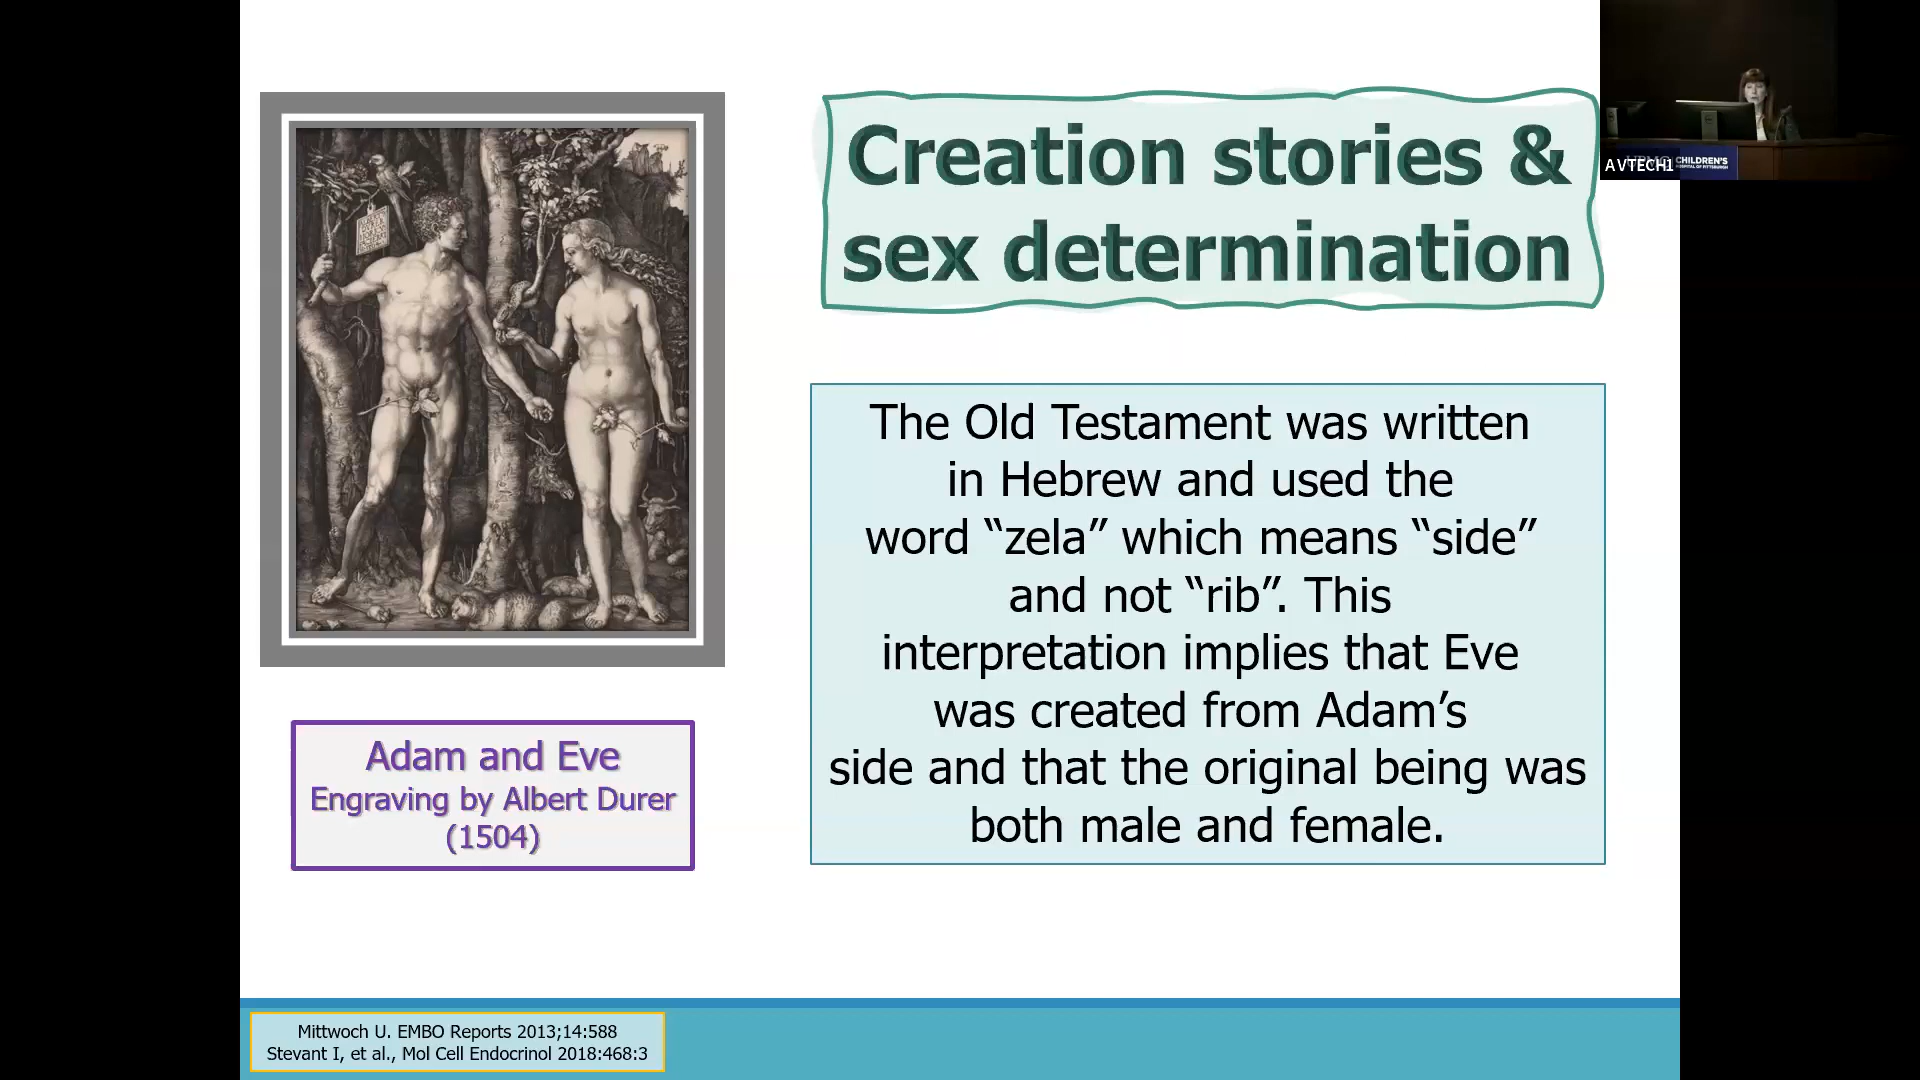 Creation stories &
sex determination
AVTECH1
CHILDREN'S
HOSPITAL OF PITTSBURGH
The Old Testament was written
in Hebrew and used the
word “zela” which means “side”
and not “rib”. This
interpretation implies that Eve
was created from Adam’s
side and that the original being was
both male and female.
Adam and Eve
Engraving by Albert Durer
(1504)
Mittwoch U. EMBO Reports 2013;14:588
Stevant I, et al., Mol Cell Endocrinol 2018:468:3